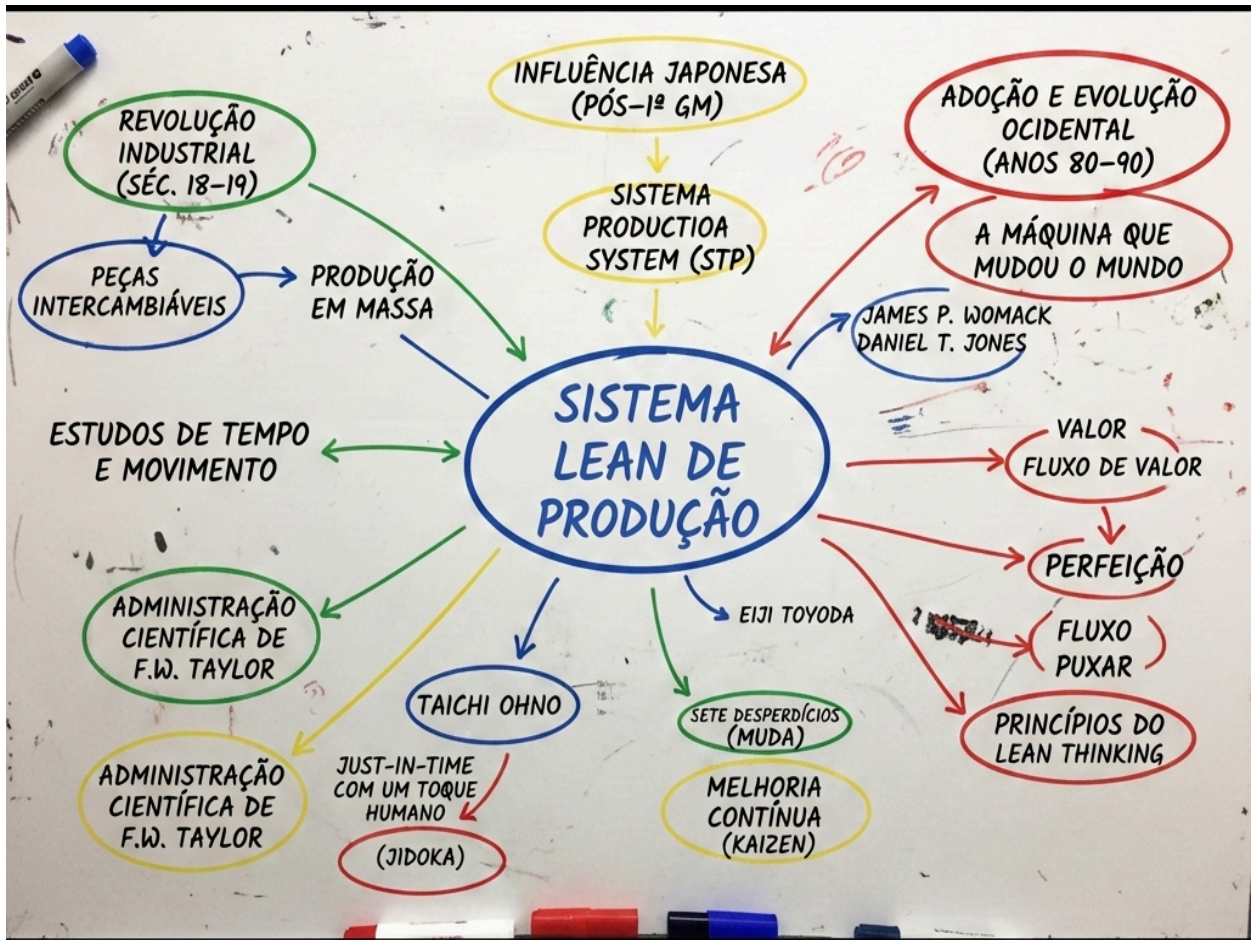 REVOLUÇÃO
INDUSTRIAL
(SÉC. 18-19)
PEÇAS
INTERCAMBIÁVEIS
PRODUÇÃO
EM MASSA
INFLUÊNCIA JAPONESA
(PÓS-1ª GM)
SISTEMA
PRODUCTIOA
SYSTEM (STP)
ADOÇÃO E EVOLUÇÃO
OCIDENTAL
(ANOS 80-90)
A MÁQUINA QUE
MUDOU O MUNDO
JAMES P. WOMACK
DANIEL T. JONES
SISTEMA
LEAN DE
PRODUÇÃO
ESTUDOS DE TEMPO
E MOVIMENTO
VALOR
FLUXO DE VALOR
PERFEIÇÃO
FLUXO
PUXAR
PRINCÍPIOS DO
LEAN THINKING
ADMINISTRAÇÃO
CIENTÍFICA DE
F.W. TAYLOR
ADMINISTRAÇÃO
CIENTÍFICA DE
F.W. TAYLOR
TAICHI OHNO
JUST-IN-TIME
COM UM TOQUE
HUMANO
(JIDOKA)
EIJI TOYODA
SETE DESPERDÍCIOS
(MUDA)
MELHORIA
CONTÍNUA
(KAIZEN)